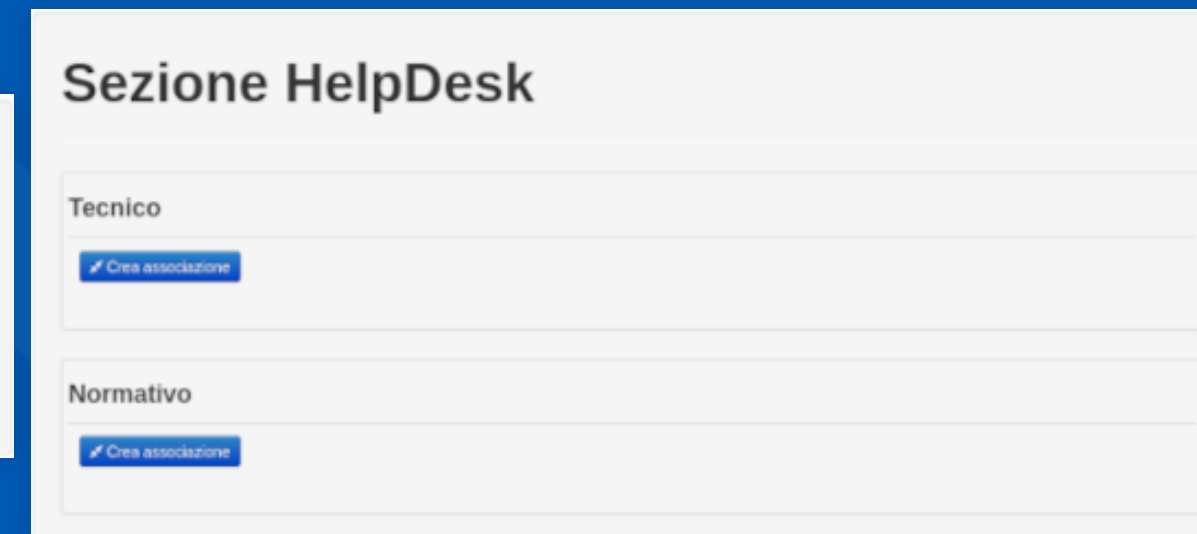 Sezione HelpDesk
Tecnico
Crea associazione
Normativo
Crea associazione